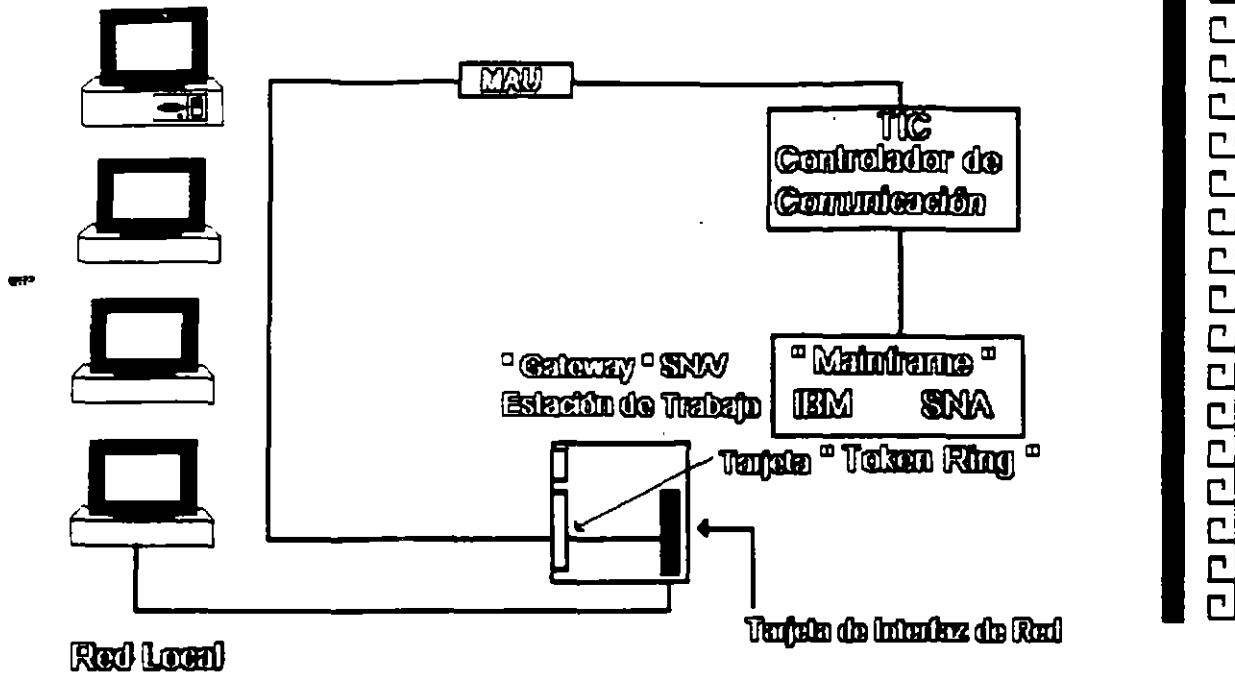 MAU
TIC
Controlador de
Comunicación
" Gateway " SNA/
Estación de Trabajo
" Mainframe "
IBM SNA
Tarjeta " Token Ring "
Tarjeta de Interfaz de Red
Red Local